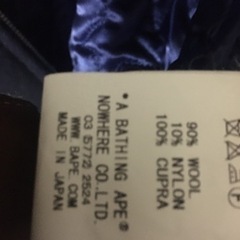 90% WOOL
10% NYLON
100% CUPRA
*A BATHING APE®
NOWHERE CO.,LTD.
03 (5772) 2524
WWW.BAPE.COM
MADE IN JAPAN